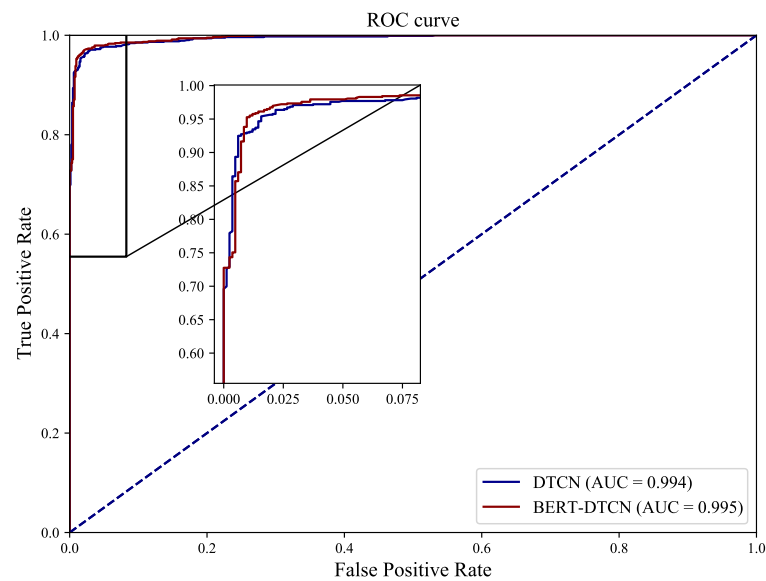 ROC curve
True Positive Rate
1.0
0.8
0.6
0.4
0.2
0.0
1.00
0.95
0.90
0.85
0.80
0.75
0.70
0.65
0.60
0.000 0.025 0.050 0.075
DTCN (AUC = 0.994)
BERT-DTCN (AUC = 0.995)
0.0 0.2 0.4 0.6 0.8 1.0
False Positive Rate